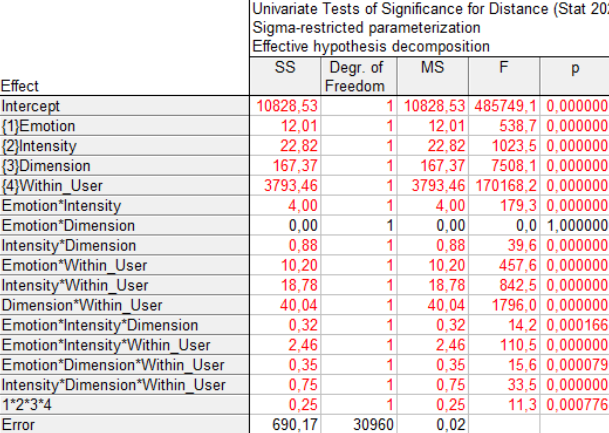 Univariate Tests of Significance for Distance (Stat
Sigma-restricted parameterization
Effective hypothesis decomposition
Effect SS Degr. of Freedom MS F p
Intercept 10828,53 1 10828,53 485749,1 0,000000
{1}Emotion 12,01 1 12,01 538,7 0,000000
{2}Intensity 22,82 1 22,82 1023,5 0,000000
{3}Dimension 167,37 1 167,37 7508,1 0,000000
{4}Within_User 3793,46 1 3793,46 170168,2 0,000000
Emotion*Intensity 4,00 1 4,00 179,3 0,000000
Emotion*Dimension 0,00 1 0,00 0,0 1,000000
Intensity*Dimension 0,88 1 0,88 39,6 0,000000
Emotion*Within_User 10,20 1 10,20 457,6 0,000000
Intensity*Within_User 18,78 1 18,78 842,5 0,000000
Dimension*Within_User 40,04 1 40,04 1796,0 0,000000
Emotion*Intensity*Dimension 0,32 1 0,32 14,2 0,000166
Emotion*Intensity*Within_User 2,46 1 2,46 110,5 0,000000
Emotion*Dimension*Within_User 0,35 1 0,35 15,6 0,000079
Intensity*Dimension*Within_User 0,75 1 0,75 33,5 0,000000
1*2*3*4 0,25 1 0,25 11,3 0,000776
Error 690,17 30960 0,02